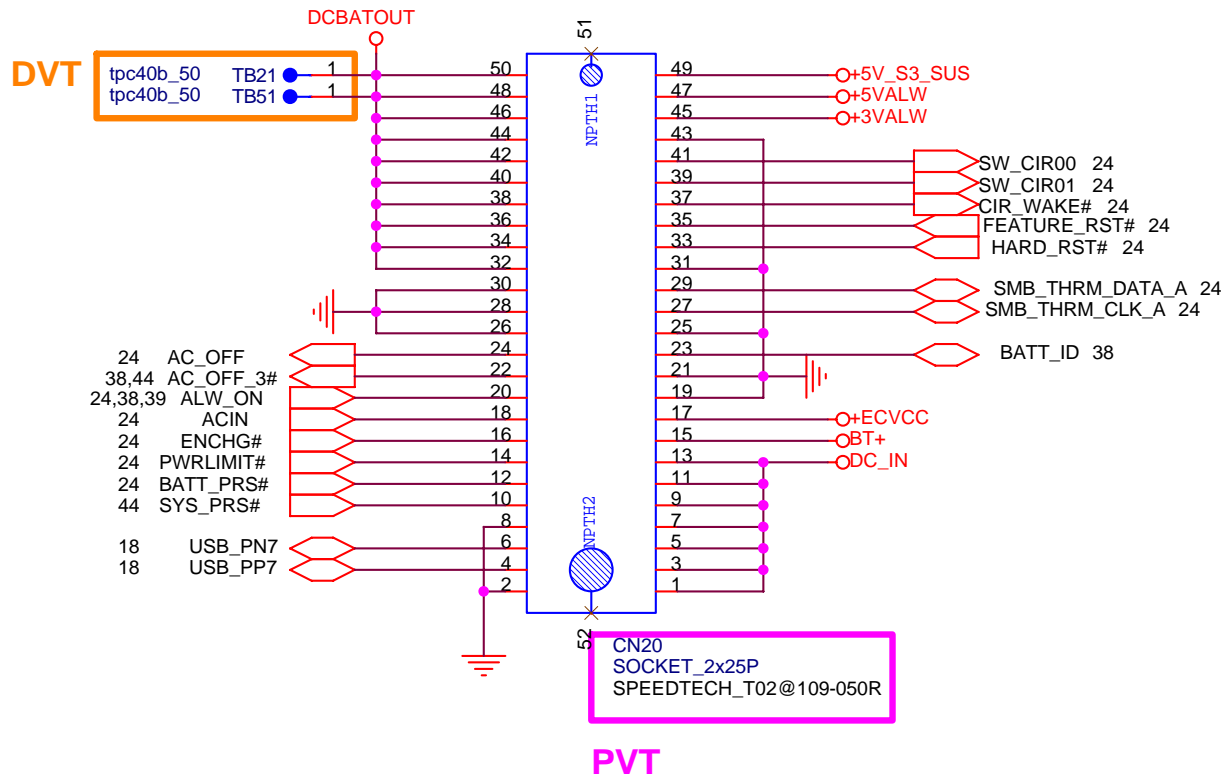 DCBATOUT
51
DVT
tpc40b_50 TB21 1
tpc40b_50 TB51 1
50 49 +5V_S3_SUS
48 47 +5VALW
46 45 +3VALW
44 43
42 41 SW_CIR00 24
40 39 SW_CIR01 24
38 37 CIR_WAKE# 24
36 35 FEATURE_RST# 24
34 33 HARD_RST# 24
32 31
30 29 SMB_THRM_DATA_A 24
28 27 SMB_THRM_CLK_A 24
26 25
24 AC_OFF 24 23 BATT_ID 38
38,44 AC_OFF_3# 22 21
24,38,39 ALW_ON 20 19
24 ACIN 18 17 +ECVCC
24 ENCHG# 16 15 BT+
24 PWRLIMIT# 14 13 DC_IN
24 BATT_PRS# 12 11
44 SYS_PRS# 10 9
8 7
18 USB_PN7 6 5
18 USB_PP7 4 3
2 1
NPTH1
NPTH2
52
CN20
SOCKET_2x25P
SPEEDTECH_T02@109-050R
PVT